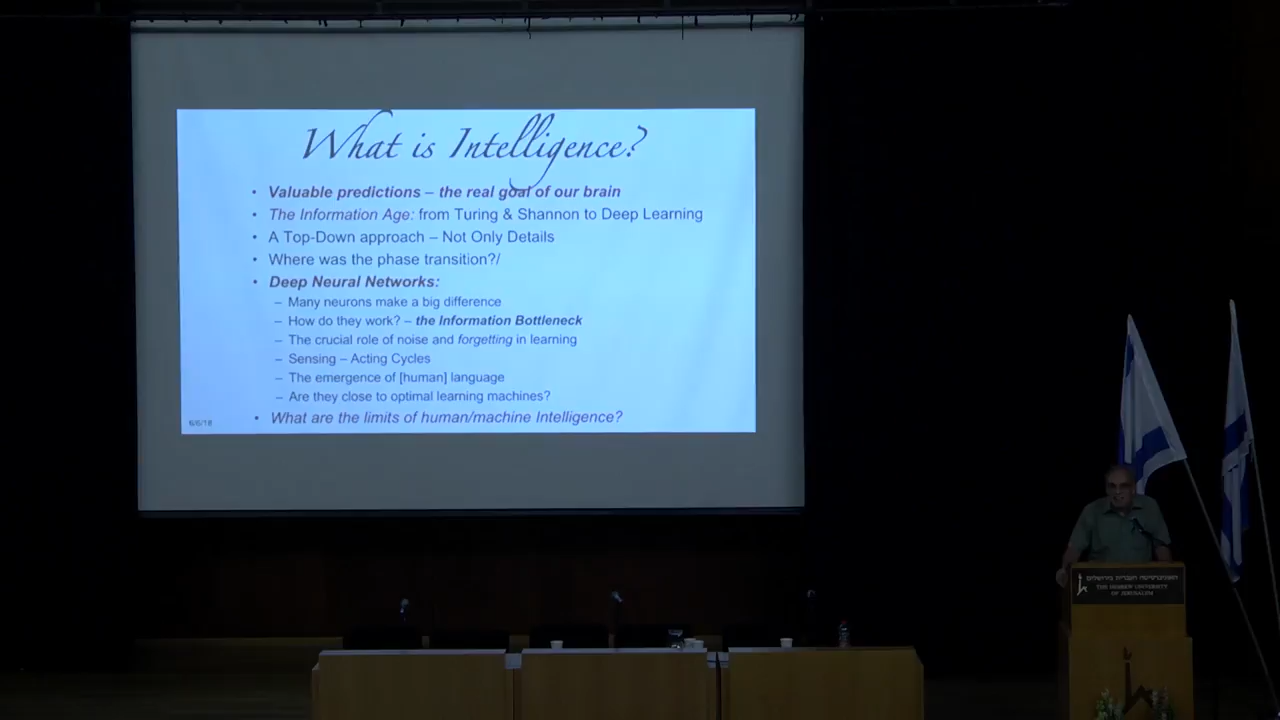 What is Intelligence?
• Valuable predictions – the real goal of our brain
• The Information Age: from Turing & Shannon to Deep Learning
• A Top-Down approach – Not Only Details
• Where was the phase transition?/
• Deep Neural Networks:
– Many neurons make a big difference
– How do they work? – the Information Bottleneck
– The crucial role of noise and forgetting in learning
– Sensing – Acting Cycles
– The emergence of [human] language
– Are they close to optimal learning machines?
• What are the limits of human/machine Intelligence?
6/6/18
האוניברסיטה העברית בירושלים
THE HEBREW UNIVERSITY
OF JERUSALEM